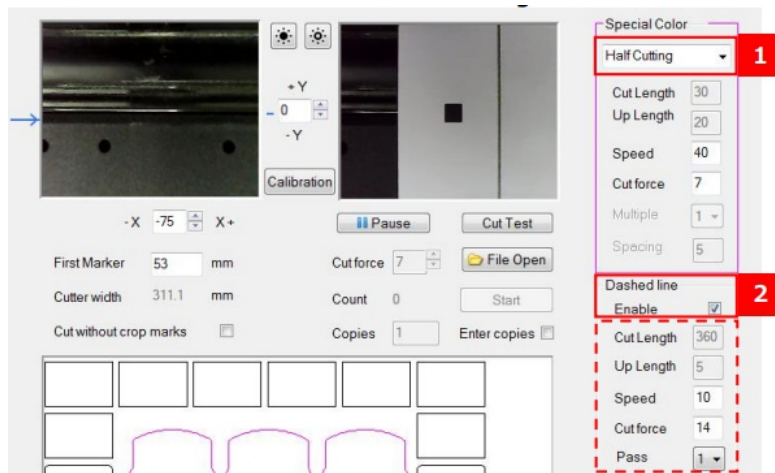 Special Color
Half Cutting
1
Cut Length 30
Up Length 20
Speed 40
Cut force 7
Multiple 1
Spacing 5
+Y
0
-Y
Calibration
-X -75 X+
Pause
Cut Test
First Marker 53 mm
Cut force 7
File Open
Cutter width 311.1 mm
Count 0
Start
Cut without crop marks
Copies 1
Enter copies
Dashed line
Enable
2
Cut Length 360
Up Length 5
Speed 10
Cut force 14
Pass 1